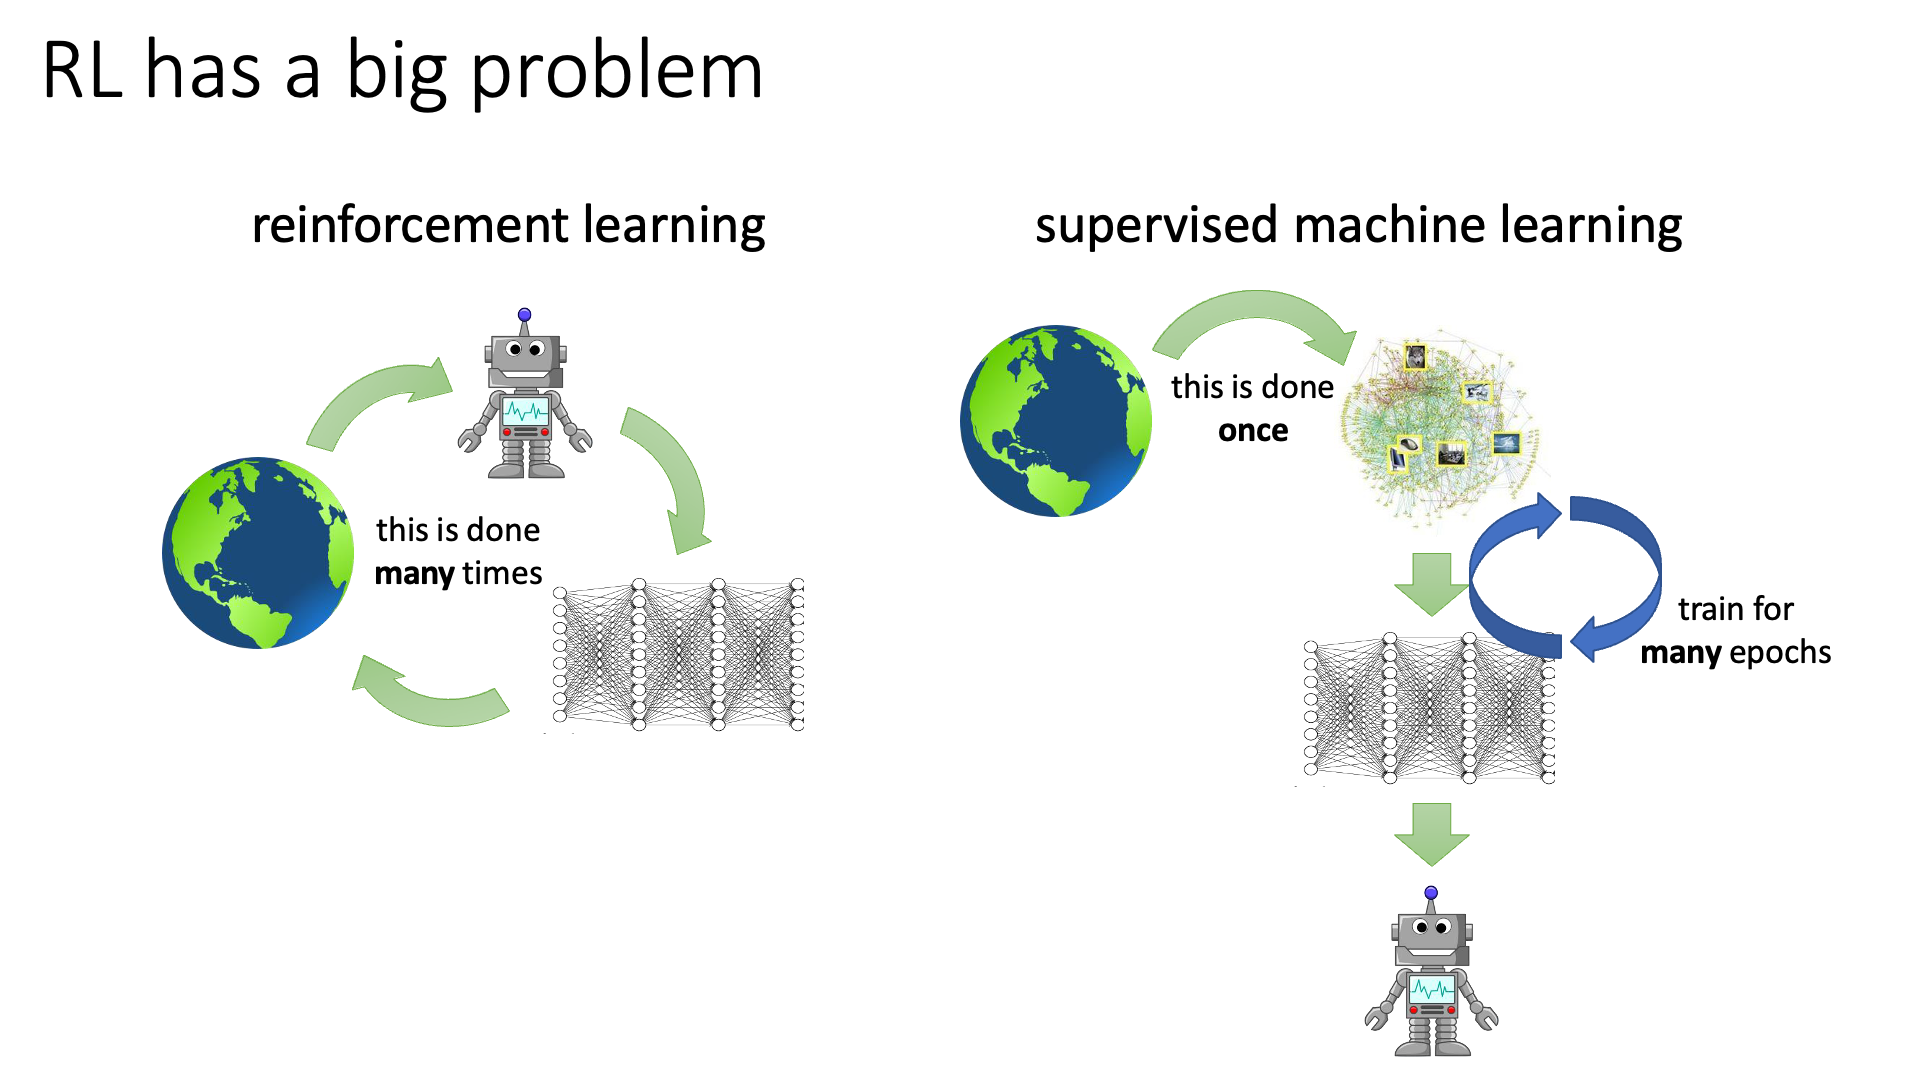 RL has a big problem
reinforcement learning
this is done
many times
supervised machine learning
this is done
once
train for
many epochs